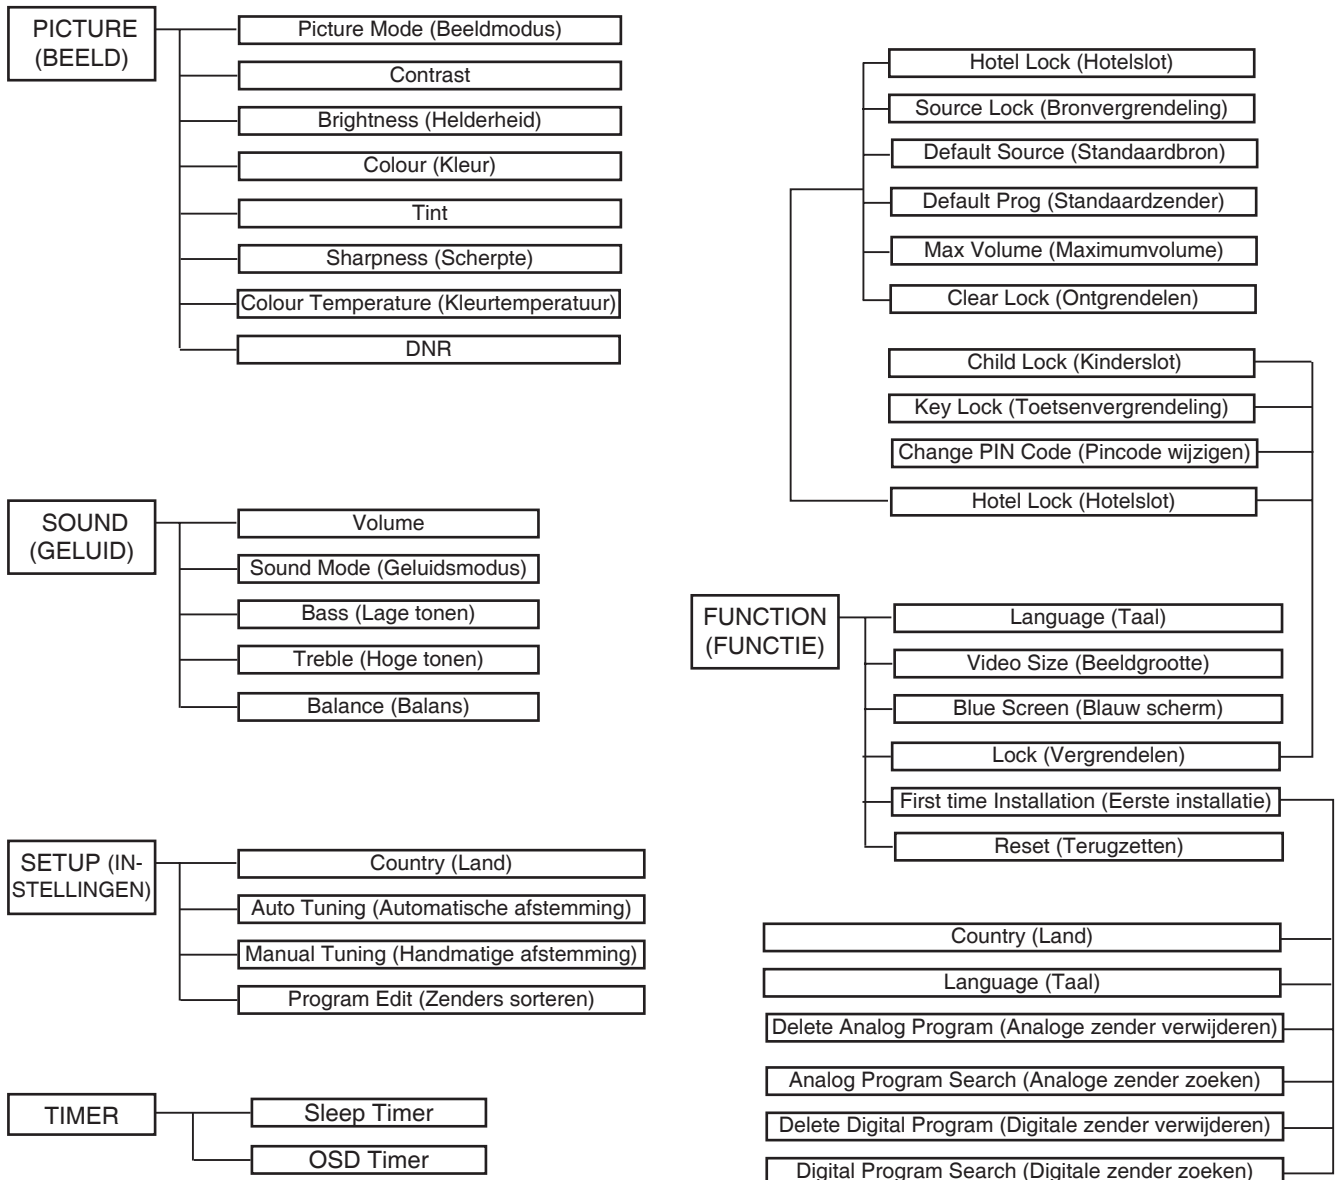 PICTURE
(BEELD)
Picture Mode (Beeldmodus)
Contrast
Brightness (Helderheid)
Colour (Kleur)
Tint
Sharpness (Scherpte)
Colour Temperature (Kleurtemperatuur)
DNR
SOUND
(GELUID)
Volume
Sound Mode (Geluidsmodus)
Bass (Lage tonen)
Treble (Hoge tonen)
Balance (Balans)
SETUP (IN-
STELLINGEN)
Country (Land)
Auto Tuning (Automatische afstemming)
Manual Tuning (Handmatige afstemming)
Program Edit (Zenders sorteren)
TIMER
Sleep Timer
OSD Timer
Hotel Lock (Hotelslot)
Source Lock (Bronvergrendeling)
Default Source (Standaardbron)
Default Prog (Standaardzender)
Max Volume (Maximumvolume)
Clear Lock (Ontgrendelen)
Child Lock (Kinderslot)
Key Lock (Toetsenvergrendeling)
Change PIN Code (Pincode wijzigen)
Hotel Lock (Hotelslot)
FUNCTION
(FUNCTIE)
Language (Taal)
Video Size (Beeldgrootte)
Blue Screen (Blauw scherm)
Lock (Vergrendelen)
First time Installation (Eerste installatie)
Reset (Terugzetten)
Country (Land)
Language (Taal)
Delete Analog Program (Analoge zender verwijderen)
Analog Program Search (Analoge zender zoeken)
Delete Digital Program (Digitale zender verwijderen)
Digital Program Search (Digitale zender zoeken)